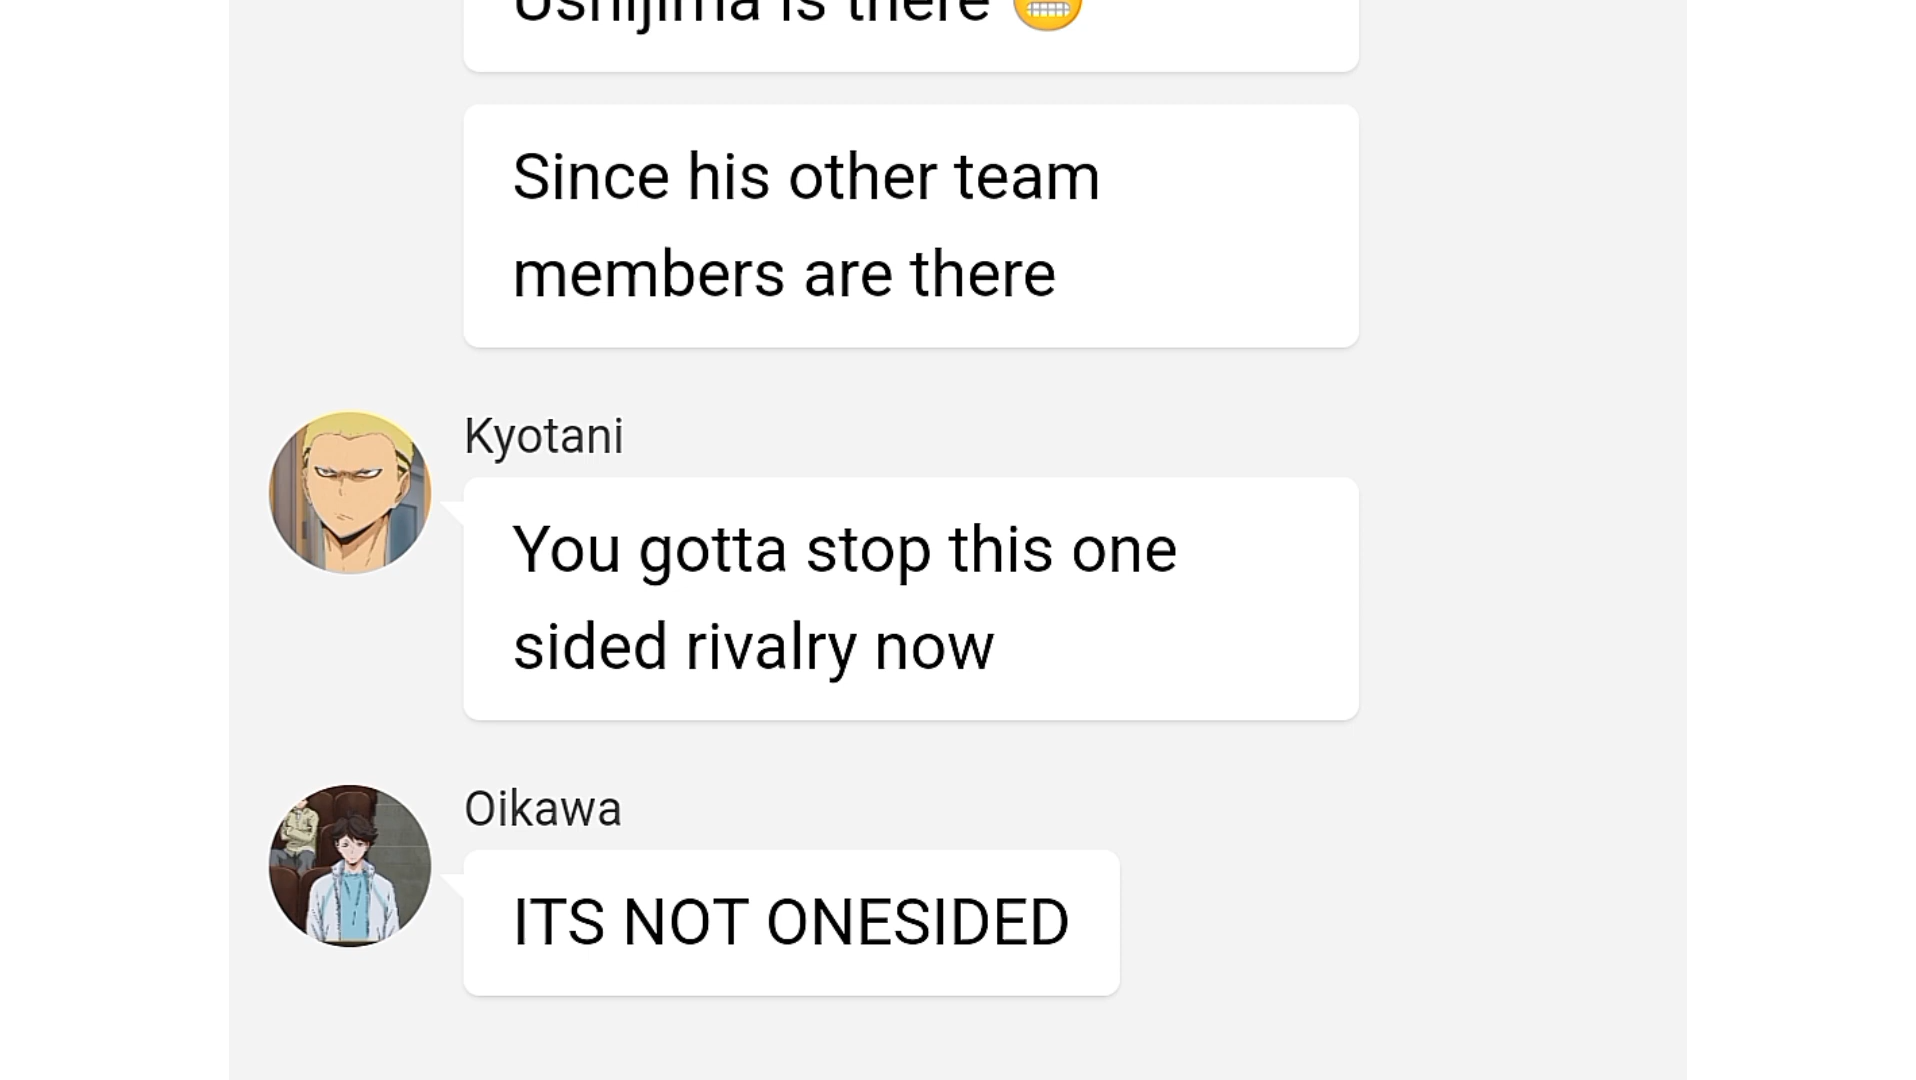 Ushijima is there 😬
Since his other team
members are there
Kyotani
You gotta stop this one
sided rivalry now
Oikawa
ITS NOT ONESIDED